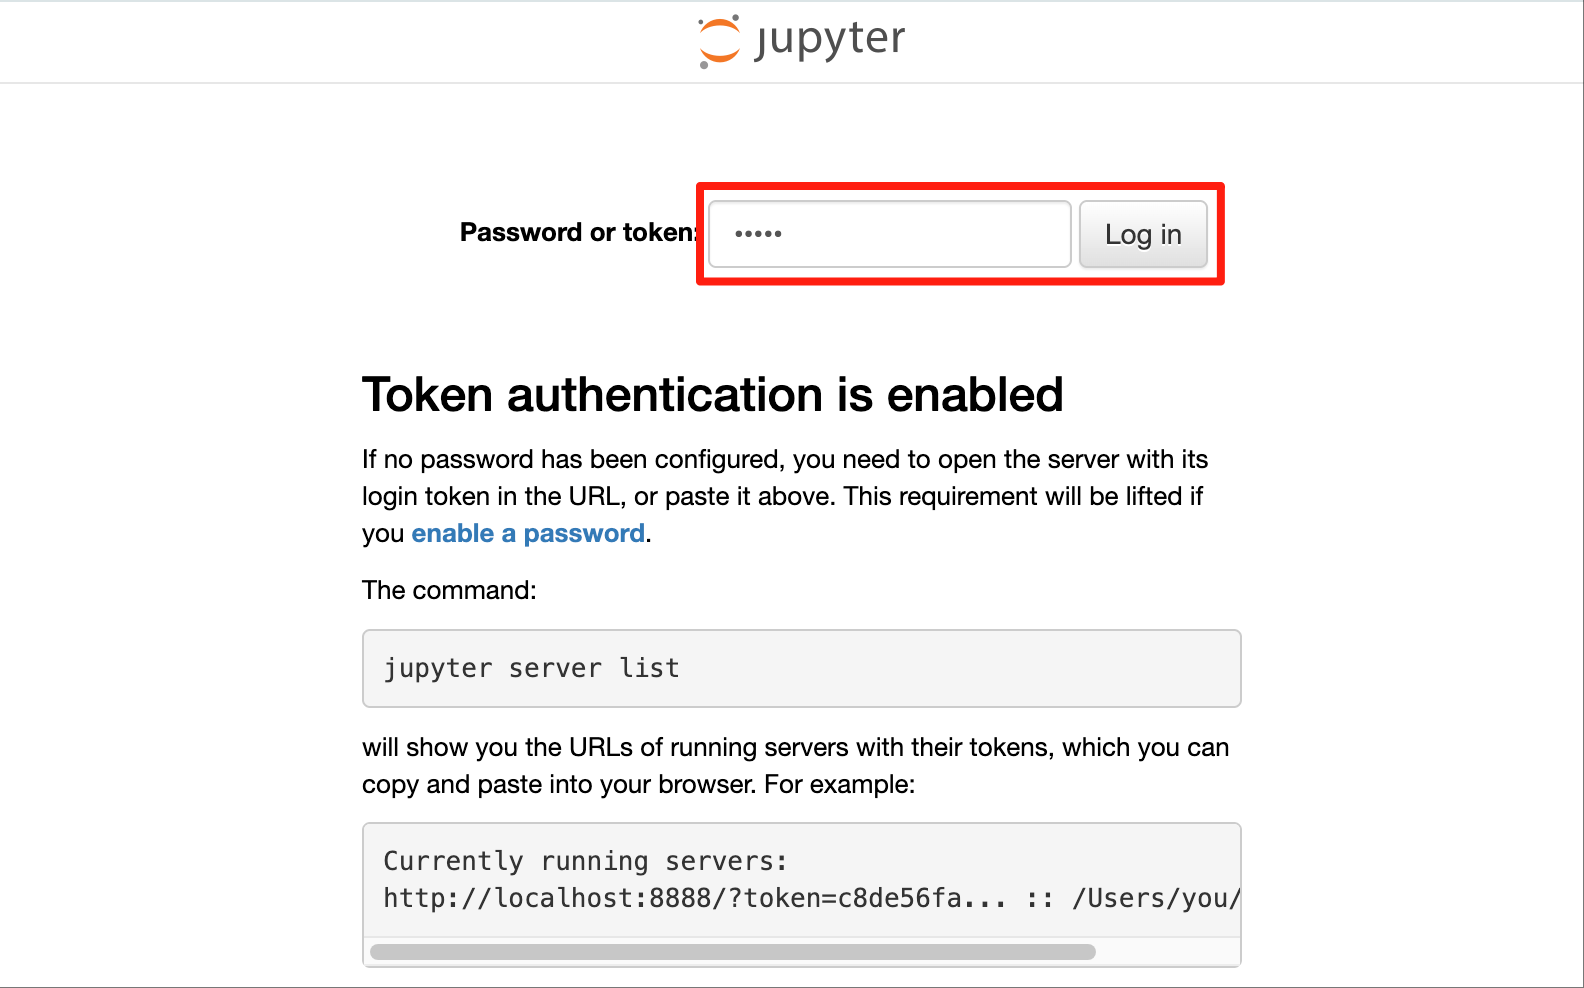 jupyter
Password or token:
•••••
Log in
Token authentication is enabled
If no password has been configured, you need to open the server with its
login token in the URL, or paste it above. This requirement will be lifted if
you enable a password.
The command:
jupyter server list
will show you the URLs of running servers with their tokens, which you can
copy and paste into your browser. For example:
Currently running servers:
http://localhost:8888/?token=c8de56fa... :: /Users/you/